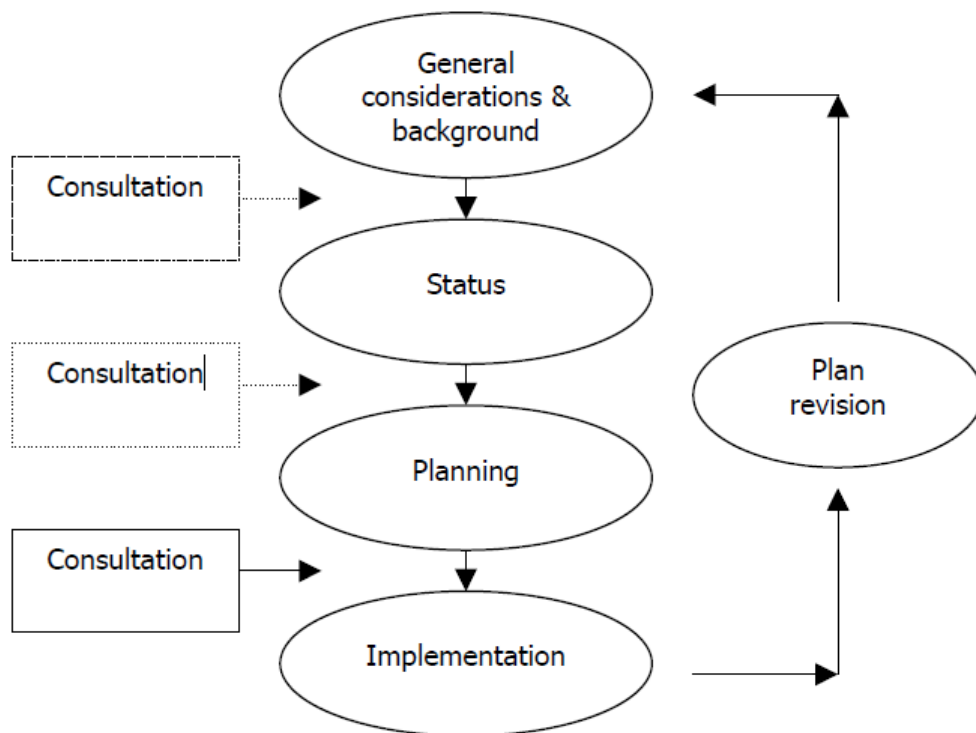 General
considerations &
background
Consultation
Status
Consultation
Plan
revision
Planning
Consultation
Implementation